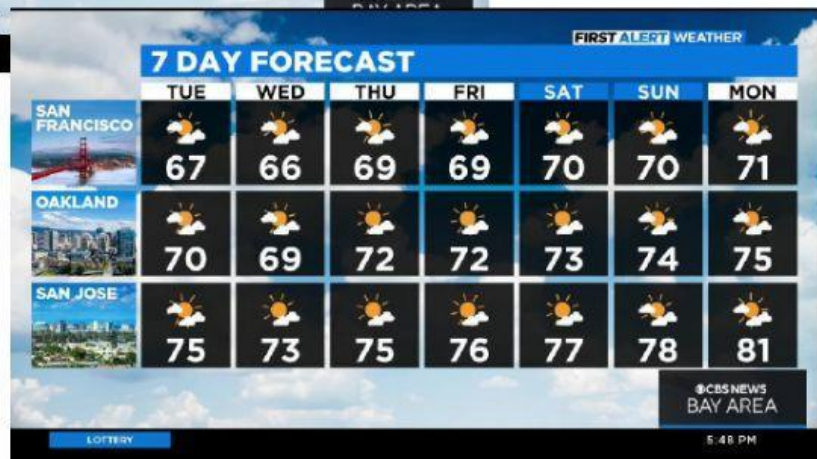 BAY AREA
FIRST ALERT WEATHER
7 DAY FORECAST
TUE WED THU FRI SAT SUN MON
SAN FRANCISCO
67 66 69 69 70 70 71
OAKLAND
70 69 72 72 73 74 75
SAN JOSE
75 73 75 76 77 78 81
CBS NEWS
BAY AREA
LOTTERY
5:48 PM